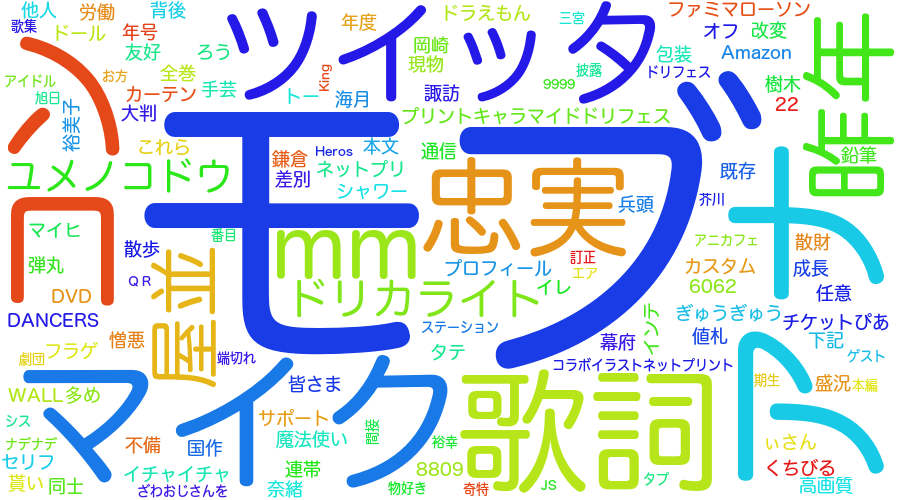 他人
労働
背後
歌集
ドール
年号
友好
ツイッタ
年度
ドラえもん
三宮
ファミマローソン
オフ
改変
アイドル
お方
全巻
ろう
岡崎
現物
包装
Amazon
昨年
旭日
カーテン
手芸
トー
King
海月
諏訪
9999
披露
ドリフェス
樹木
22
裕美子
大判
モブ
プリントキャラマイドドリフェス
これら
鎌倉
Heros
本文
通信
鉛筆
ユメノコドウ
差別
ネットプリ
シャワー
忠実
既存
兵頭
芥川
マイヒ
散歩
番目
mm
アニカフェ
散財
弾丸
QR
屋並
プロフィール
訂正
エア
カスタム
成長
DVD
ドリカライト
イレ
6062
任意
DANCERS
憎悪
ステーション
幕府
インテ
ぎゅうぎゅう
値札
チケットぴあ
下記
劇団
フラゲ
端切れ
タテ
コラボイラストネットプリント
ゲスト
マイク
皆さま
歌詞
期生
盛況
本編
WALL
多め
シス
サポート
魔法使い
間接
ナデナデ
不備
国作
裕幸
ぃさん
セリフ
イチャイチャ
連帯
8809
くちびる
貰い
同士
ざわおじさんを
奈緒
物好き
奇特
JS
タブ
高画質